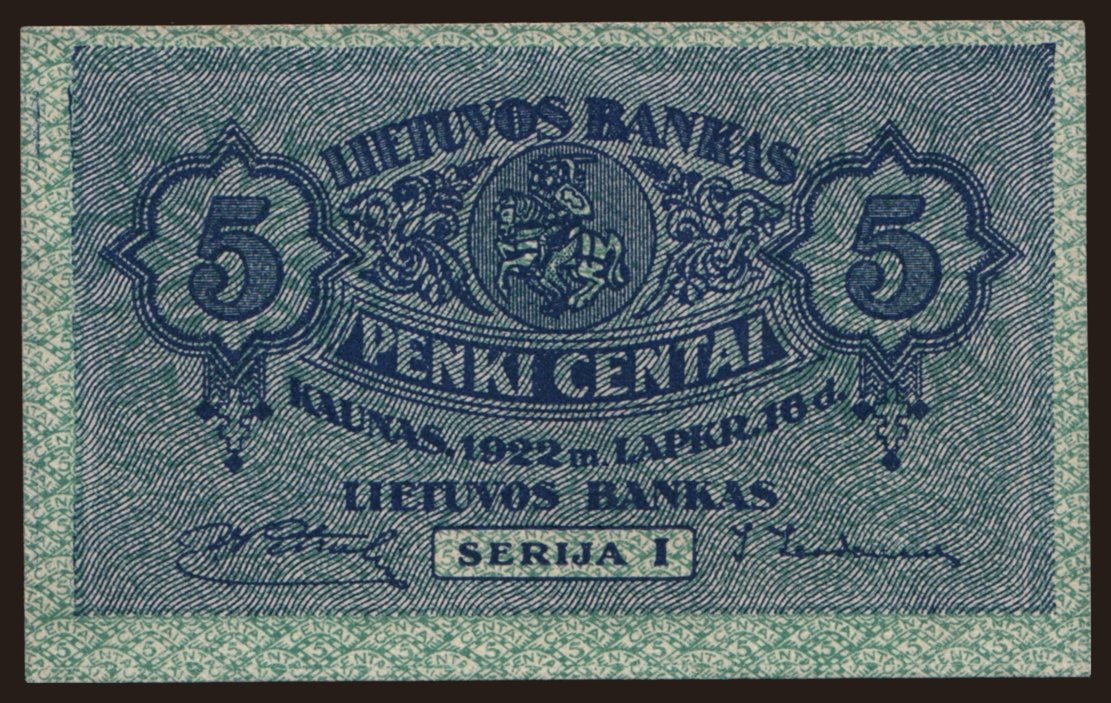 LIETUVOS BANKAS
5 5
PENKI CENTAI
KAUNAS, 1922 m. LAPKR. 16 d.
LIETUVOS BANKAS
SERIJA I